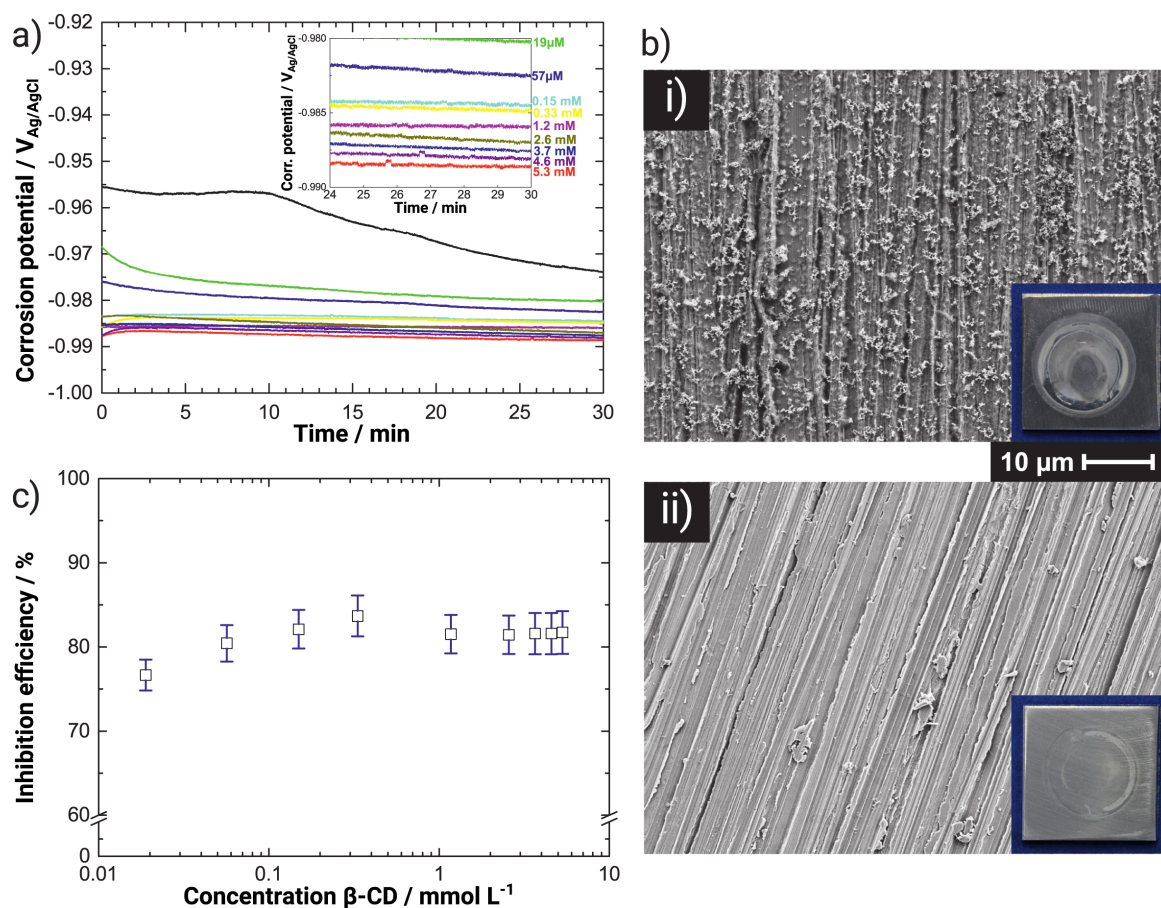 a)
-0.92
-0.93
-0.94
-0.95
-0.96
-0.97
-0.98
-0.99
-1.00
Corrosion potential / V_Ag/AgCl
0
5
10
15
20
25
30
Time / min
-0.980
-0.985
-0.990
Corr. potential / V_Ag/AgCl
24
25
26
27
28
29
30
Time / min
19µM
57µM
0.15 mM
0.33 mM
1.2 mM
2.6 mM
3.7 mM
4.6 mM
5.3 mM
b)
i)
10 µm
ii)
c)
100
90
80
70
60
0
Inhibition efficiency / %
0.01
0.1
1
10
Concentration β-CD / mmol L⁻¹